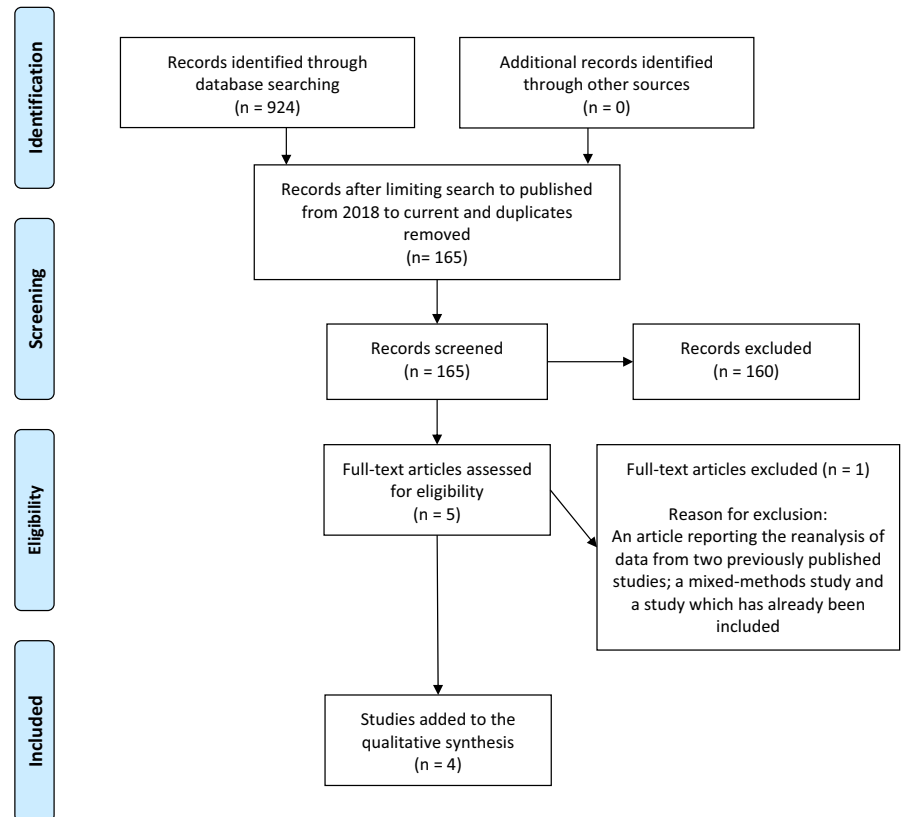 Identification
Records identified through
database searching
(n = 924)
Additional records identified
through other sources
(n = 0)
Records after limiting search to published
from 2018 to current and duplicates
removed
(n= 165)
Screening
Records screened
(n = 165)
Records excluded
(n = 160)
Eligibility
Full-text articles assessed
for eligibility
(n = 5)
Full-text articles excluded (n = 1)
Reason for exclusion:
An article reporting the reanalysis of
data from two previously published
studies; a mixed-methods study and
a study which has already been
included
Included
Studies added to the
qualitative synthesis
(n = 4)